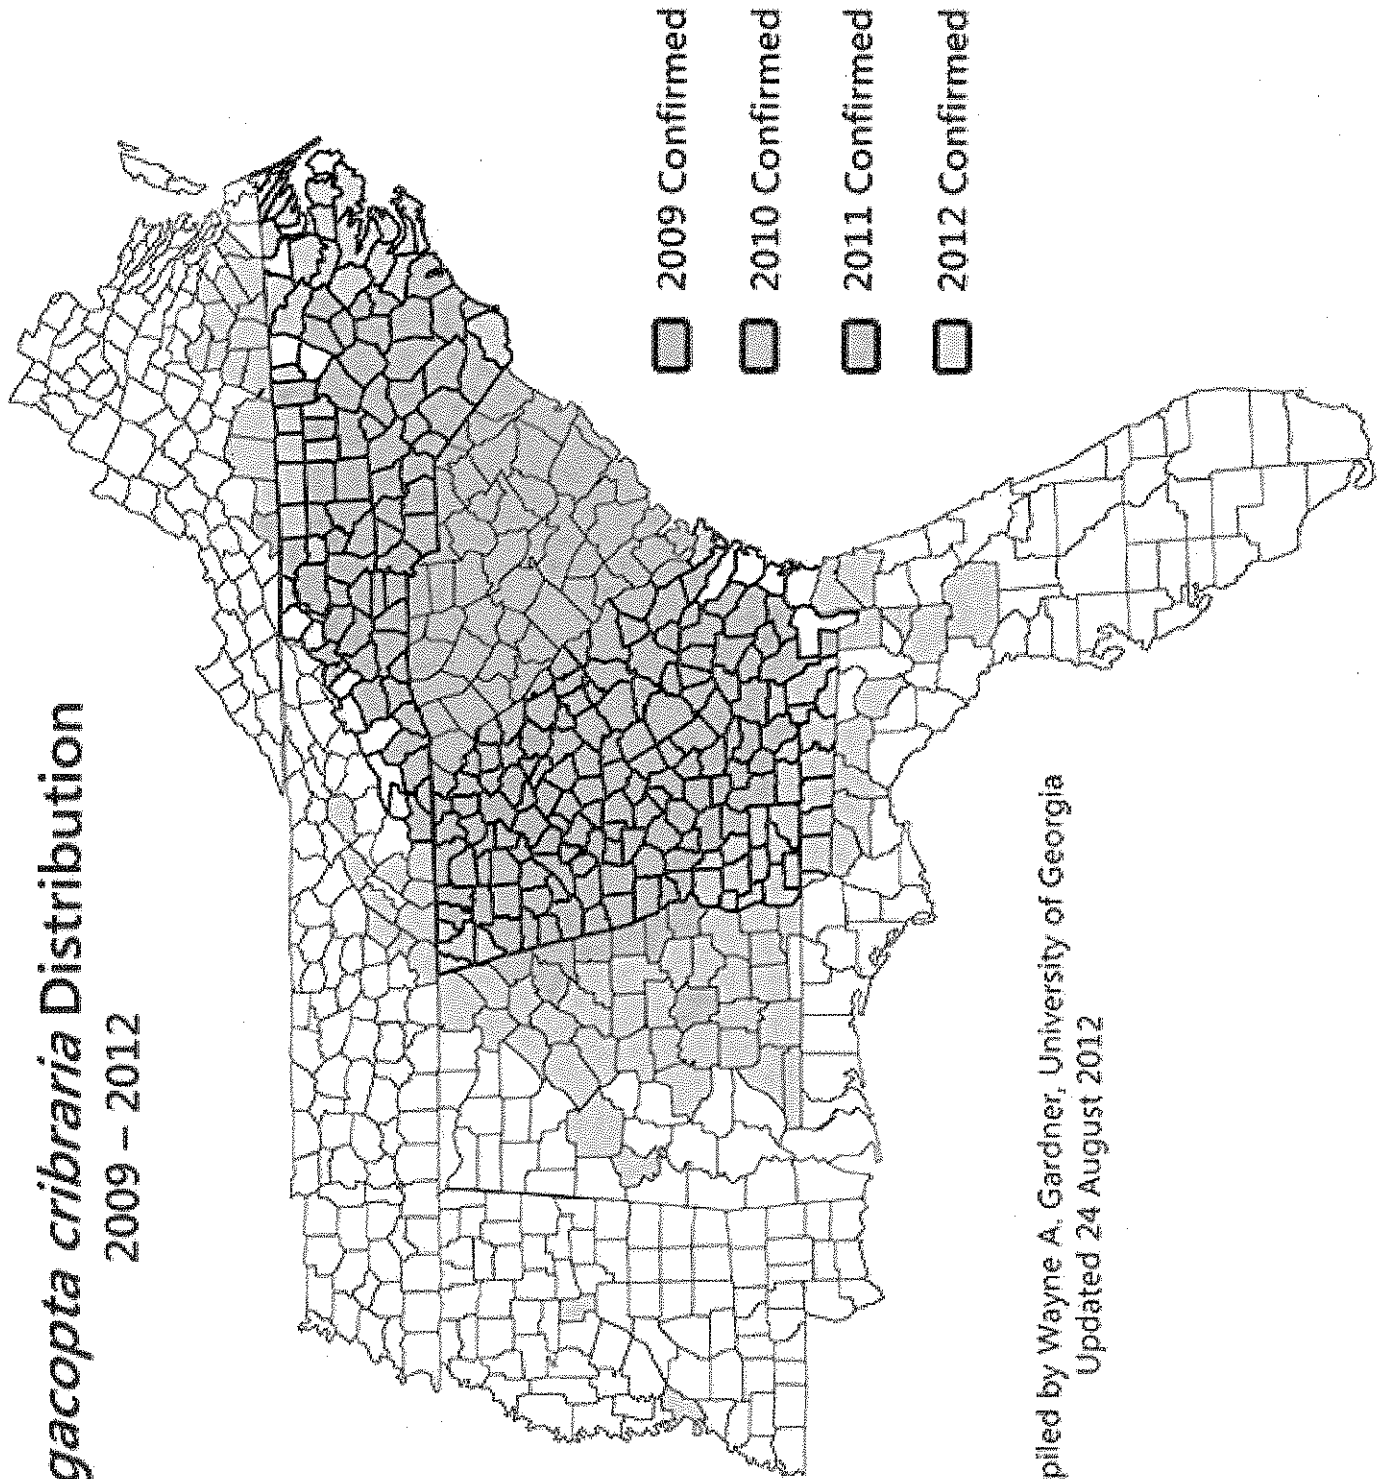 gacopta cribraria Distribution
2009 – 2012
2009 Confirmed
2010 Confirmed
2011 Confirmed
2012 Confirmed
piled by Wayne A. Gardner, University of Georgia
Updated 24 August 2012